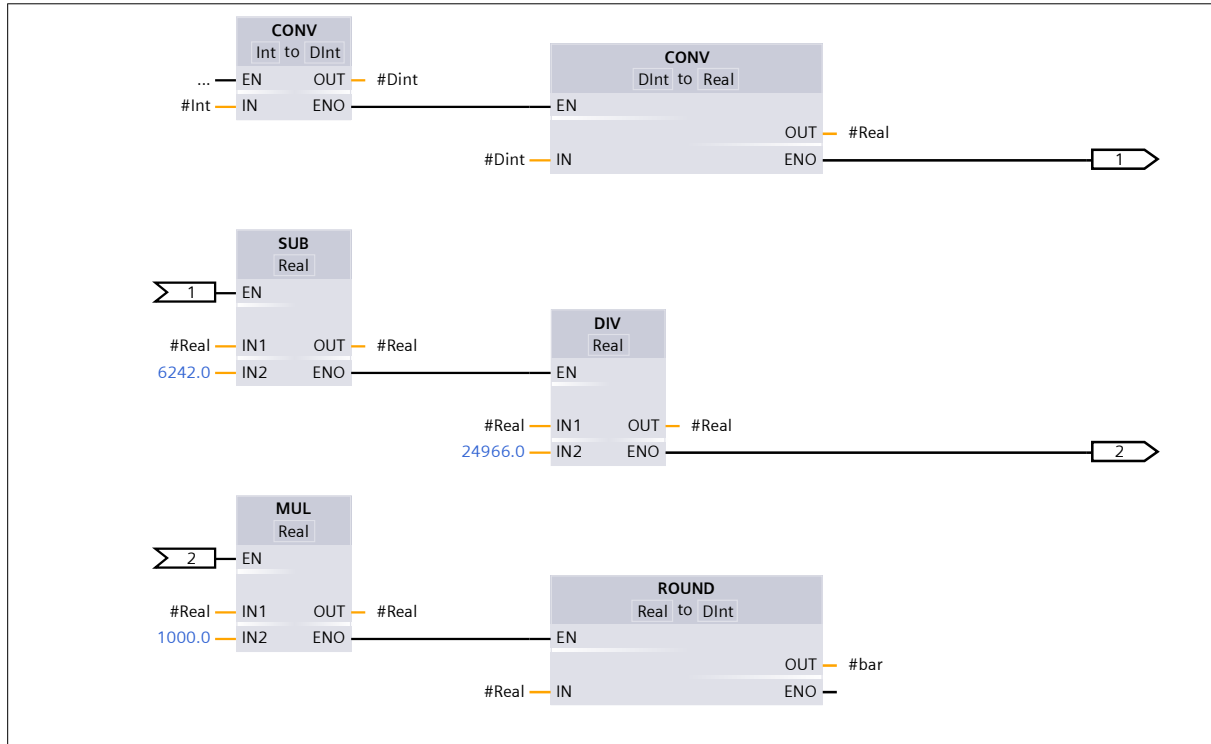 CONV
Int to DInt
... EN OUT #Dint
#Int IN ENO
CONV
DInt to Real
EN
OUT #Real
#Dint IN ENO
1
SUB
Real
1 EN
#Real IN1 OUT #Real
6242.0 IN2 ENO
DIV
Real
EN
#Real IN1 OUT #Real
24966.0 IN2 ENO
2
MUL
Real
2 EN
#Real IN1 OUT #Real
1000.0 IN2 ENO
ROUND
Real to DInt
EN
OUT #bar
#Real IN ENO